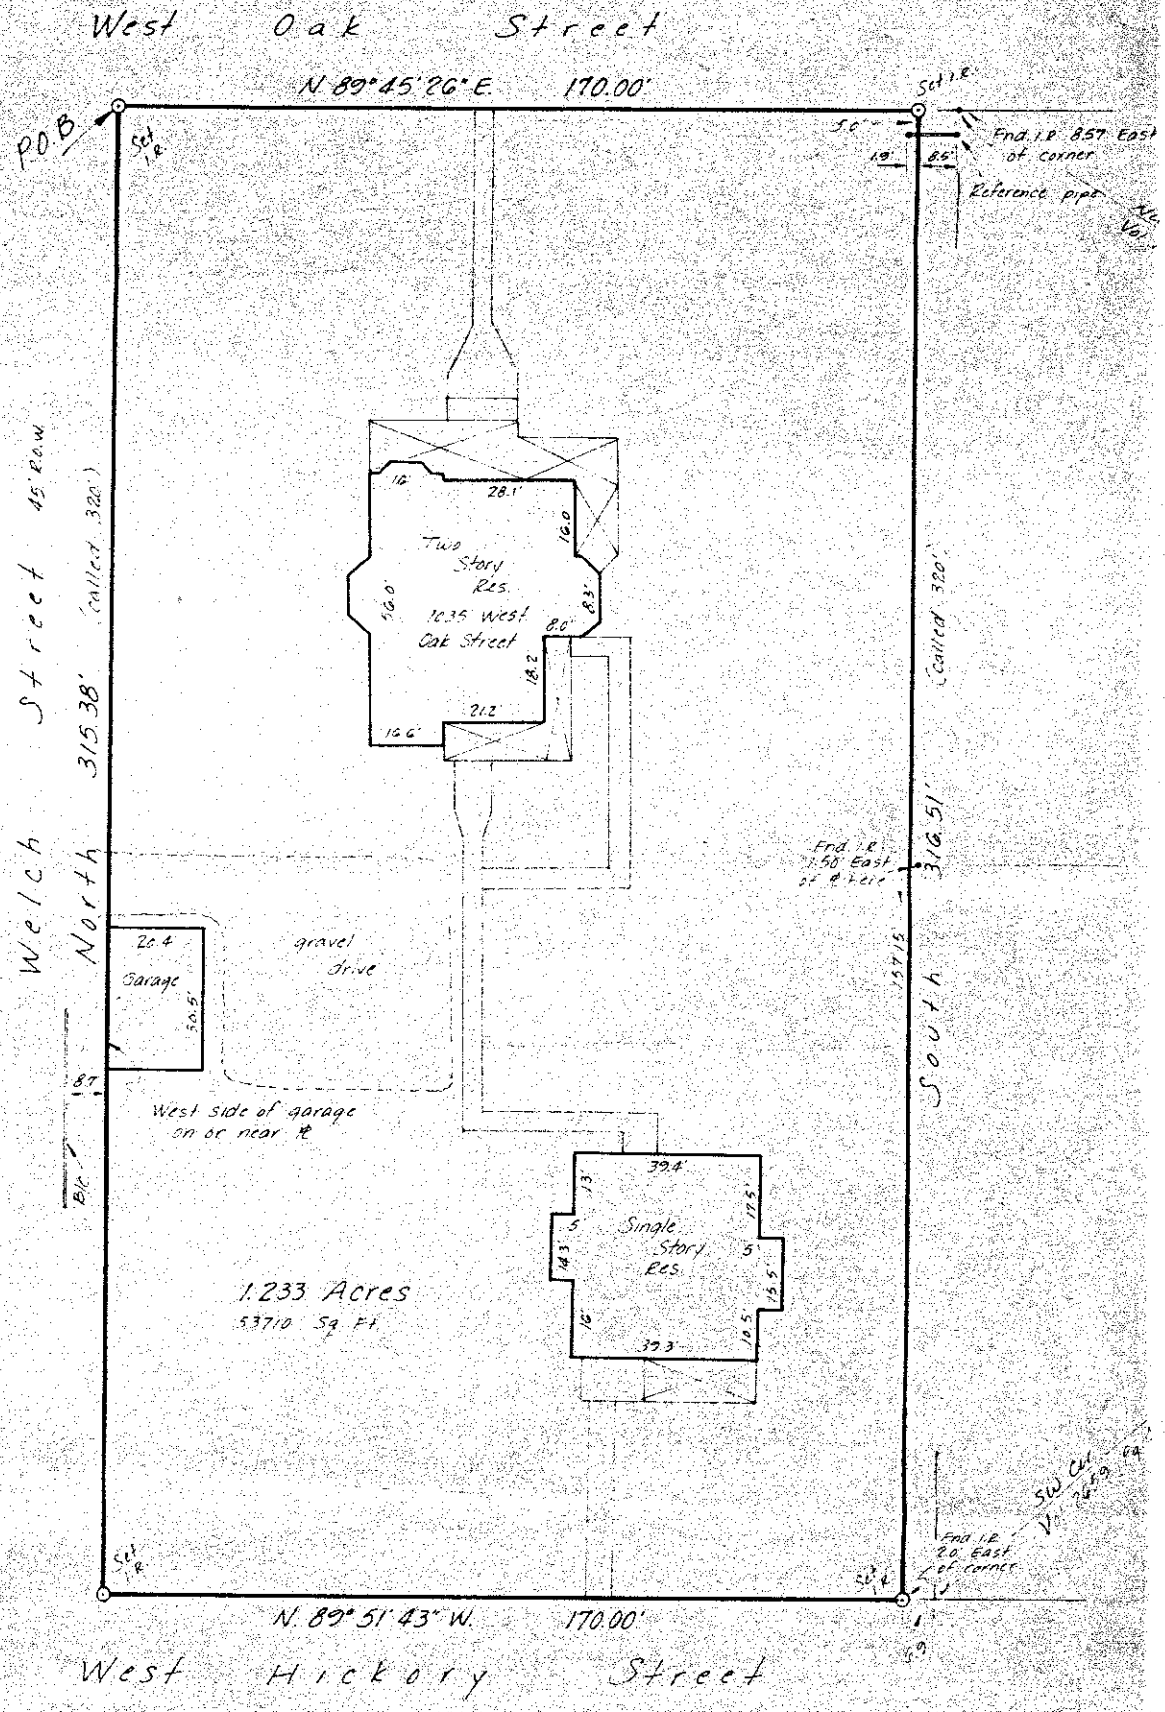 West Oak Street
N. 89° 45' 26" E. 170.00'
P.O.B
Set
I.R.
Set I.R.
5.0'
1.9'
8.5'
Fnd. I.R. 8.57 East
of corner
Reference pipe
Welch Street 45' R.O.W.
North 315.38' (called 320')
16'
28.1'
16.0
Two
Story
Res.
1035 West
Oak Street
56.0'
8.3'
8.0'
18.2
21.2
16.6'
(called 320')
South 316.51'
Fnd I.R.
1.50 East
of ℄ here
157.15
20.4
Garage
30.5'
gravel
drive
8.7
West side of garage
on or near ℄
39.4'
13'
17.5'
5
Single
Story
Res.
5'
14.3
15.5'
16'
10.5'
39.3'
1.233 Acres
53710 Sq. Ft.
SW Cor
Set
I.R.
Set
I.R.
Fnd I.R.
2.0' East
of corner
N. 89° 51' 43" W. 170.00'
West Hickory Street